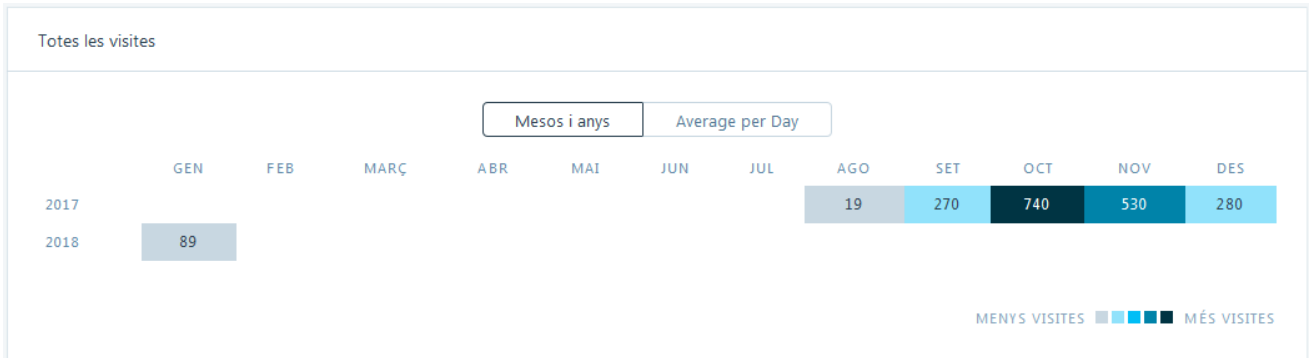 Totes les visites
Mesos i anys Average per Day
GEN FEB MARÇ ABR MAI JUN JUL AGO SET OCT NOV DES
2017 19 270 740 530 280
2018 89
MENYS VISITES MÉS VISITES